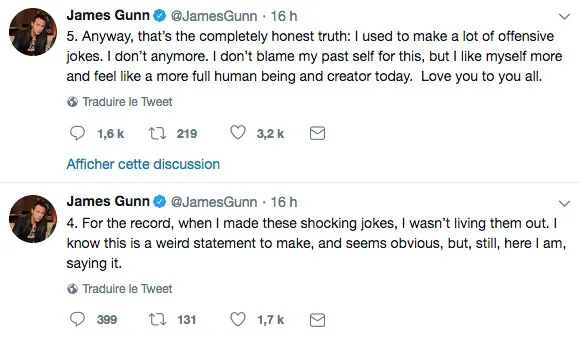 James Gunn @JamesGunn · 16 h
5. Anyway, that's the completely honest truth: I used to make a lot of offensive
jokes. I don't anymore. I don't blame my past self for this, but I like myself more
and feel like a more full human being and creator today.  Love you to you all.
Traduire le Tweet
1,6 k 219 3,2 k
Afficher cette discussion
James Gunn @JamesGunn · 16 h
4. For the record, when I made these shocking jokes, I wasn't living them out. I
know this is a weird statement to make, and seems obvious, but, still, here I am,
saying it.
Traduire le Tweet
399 131 1,7 k